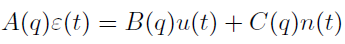 A(q)ε(t) = B(q)u(t) + C(q)n(t)